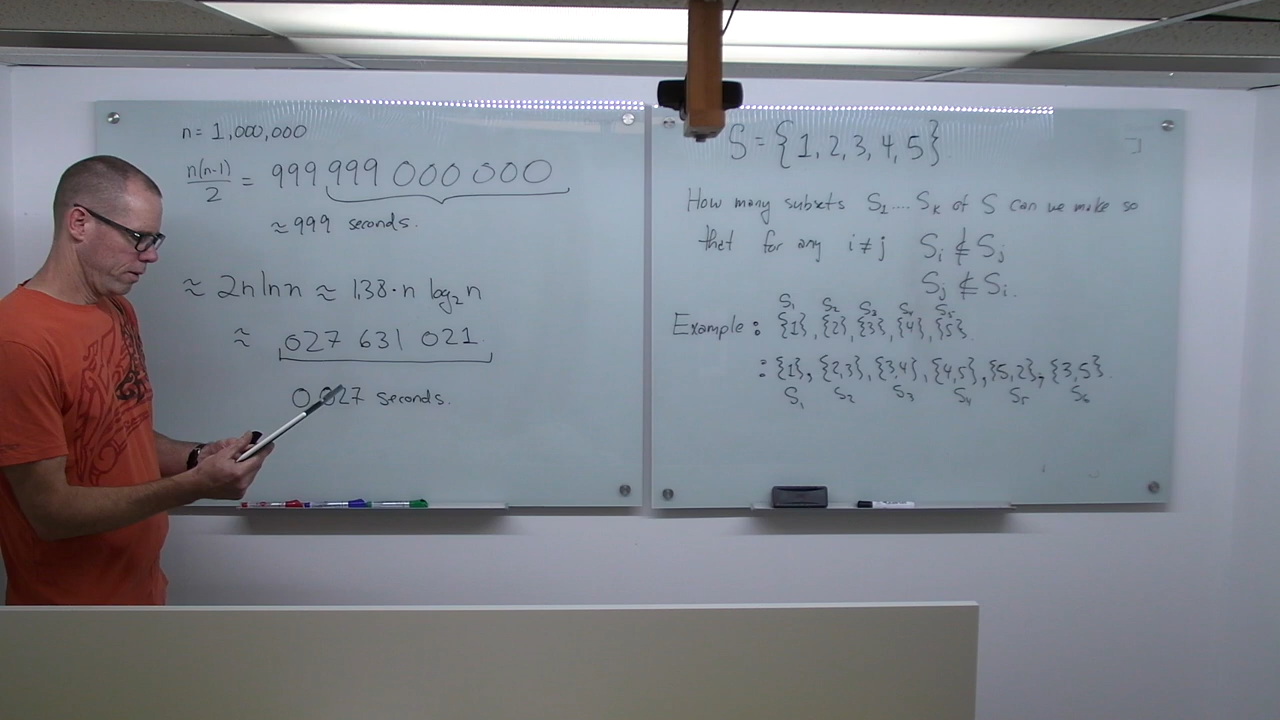 n = 1,000,000
n(n-1)/2 = 999 999 000 000 000
≈ 999 seconds.
≈ 2n ln n ≈ 1.38 · n log₂ n
≈ 027 631 021
0.027 seconds.
S = {1, 2, 3, 4, 5}
How many subsets S₁ .... Sₖ of S can we make so
that for any i ≠ j Sᵢ ⊈ Sⱼ
Sⱼ ⊈ Sᵢ.
S₁ S₂ S₃ S₄ S₅
Example : {1}, {2}, {3}, {4}, {5}.
: {1}, {2,3}, {3,4}, {4,5}, {5,2}, {3,5}.
S₁ S₂ S₃ S₄ S₅ S₆